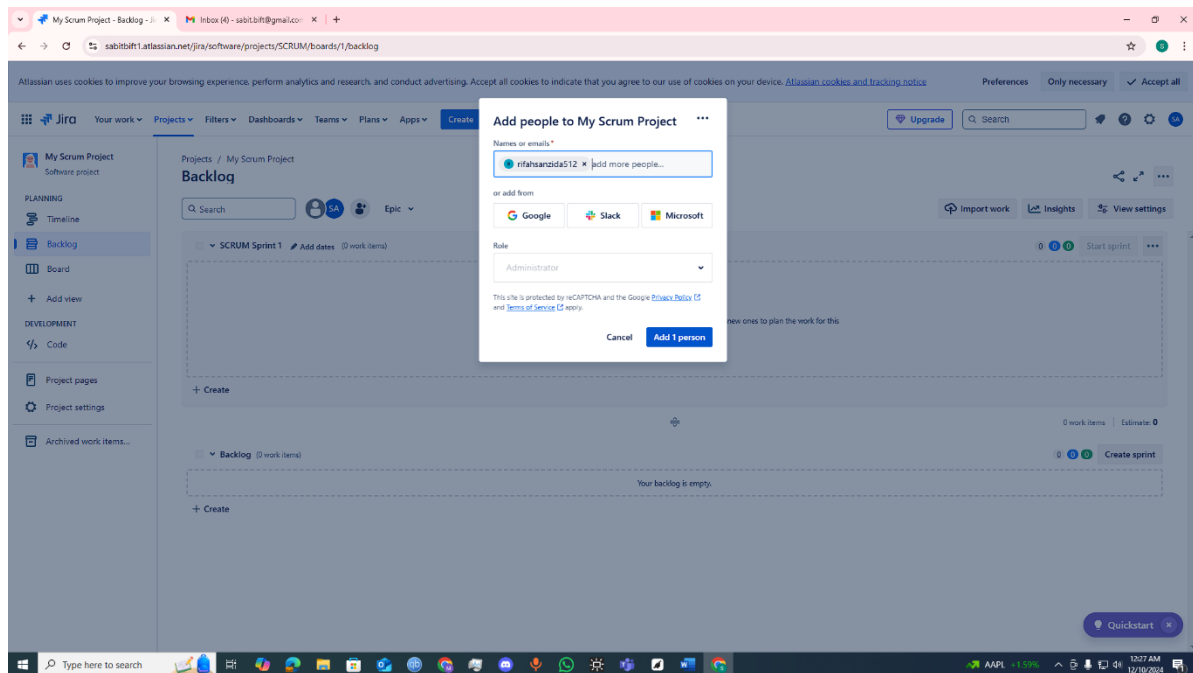 My Scrum Project - Backlog - Ji
Inbox (4) - sabit.bift@gmail.con
sabitbift1.atlassian.net/jira/software/projects/SCRUM/boards/1/backlog
Atlassian uses cookies to improve your browsing experience, perform analytics and research, and conduct advertising. Accept all cookies to indicate that you agree to our use of cookies on your device. Atlassian cookies and tracking notice
Preferences
Only necessary
Accept all
Jira
Your work
Projects
Filters
Dashboards
Teams
Plans
Apps
Create
Upgrade
Search
SA
My Scrum Project
Software project
PLANNING
Timeline
Backlog
Board
Add view
DEVELOPMENT
Code
Project pages
Project settings
Archived work items...
Projects / My Scrum Project
Backlog
Search
SA
Epic
Import work
Insights
View settings
SCRUM Sprint 1
Add dates
(0 work items)
0 0 0
Start sprint
new ones to plan the work for this
+ Create
0 work items
Estimate: 0
Backlog (0 work items)
0 0 0
Create sprint
Your backlog is empty.
+ Create
Add people to My Scrum Project
Names or emails*
rifahsanzida512
add more people...
or add from
Google
Slack
Microsoft
Role
Administrator
This site is protected by reCAPTCHA and the Google Privacy Policy
and Terms of Service apply.
Cancel
Add 1 person
Quickstart
Type here to search
AAPL +1.59%
12:27 AM
12/10/2024